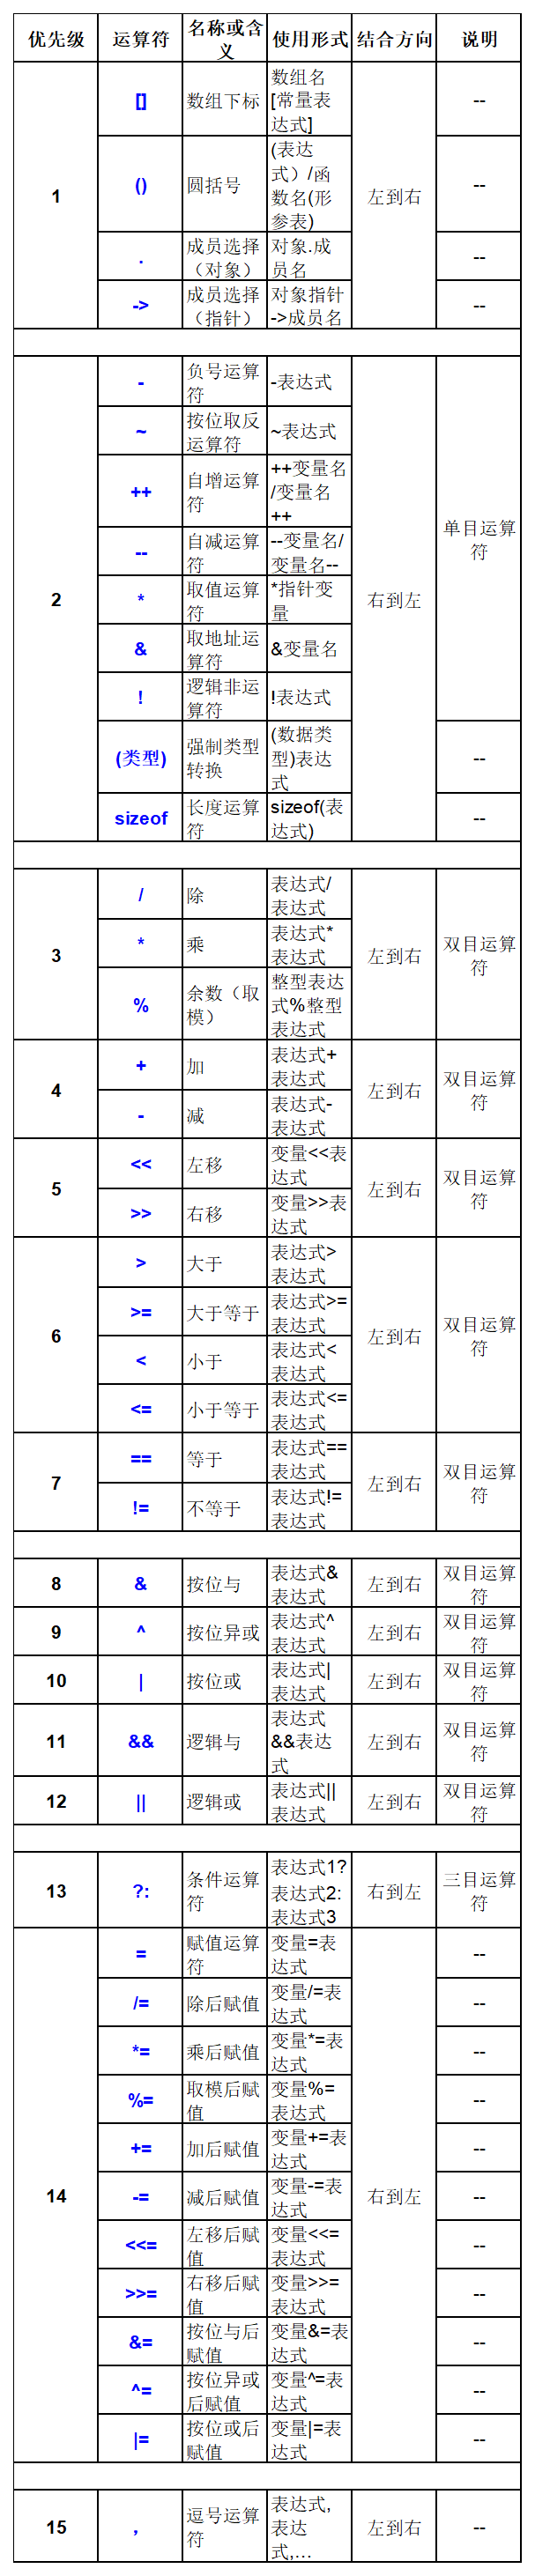 优先级 运算符 名称或含义 使用形式 结合方向 说明
1 [] 数组下标 数组名[常量表达式] 左到右 --
() 圆括号 (表达式）/函数名(形参表) --
. 成员选择（对象） 对象.成员名 --
-> 成员选择（指针） 对象指针->成员名 --
2 - 负号运算符 -表达式 右到左 单目运算符
~ 按位取反运算符 ~表达式
++ 自增运算符 ++变量名/变量名++
-- 自减运算符 --变量名/变量名--
* 取值运算符 *指针变量
& 取地址运算符 &变量名
! 逻辑非运算符 !表达式
(类型) 强制类型转换 (数据类型)表达式 --
sizeof 长度运算符 sizeof(表达式) --
3 / 除 表达式/表达式 左到右 双目运算符
* 乘 表达式*表达式
% 余数（取模） 整型表达式%整型表达式
4 + 加 表达式+表达式 左到右 双目运算符
- 减 表达式-表达式
5 << 左移 变量<<表达式 左到右 双目运算符
>> 右移 变量>>表达式
6 > 大于 表达式>表达式 左到右 双目运算符
>= 大于等于 表达式>=表达式
< 小于 表达式<表达式
<= 小于等于 表达式<=表达式
7 == 等于 表达式==表达式 左到右 双目运算符
!= 不等于 表达式!=表达式
8 & 按位与 表达式&表达式 左到右 双目运算符
9 ^ 按位异或 表达式^表达式 左到右 双目运算符
10 | 按位或 表达式|表达式 左到右 双目运算符
11 && 逻辑与 表达式&&表达式 左到右 双目运算符
12 || 逻辑或 表达式||表达式 左到右 双目运算符
13 ?: 条件运算符 表达式1?表达式2:表达式3 右到左 三目运算符
14 = 赋值运算符 变量=表达式 右到左 --
/= 除后赋值 变量/=表达式 --
*= 乘后赋值 变量*=表达式 --
%= 取模后赋值 变量%=表达式 --
+= 加后赋值 变量+=表达式 --
-= 减后赋值 变量-=表达式 --
<<= 左移后赋值 变量<<=表达式 --
>>= 右移后赋值 变量>>=表达式 --
&= 按位与后赋值 变量&=表达式 --
^= 按位异或后赋值 变量^=表达式 --
|= 按位或后赋值 变量|=表达式 --
15 ， 逗号运算符 表达式,表达式,… 左到右 --